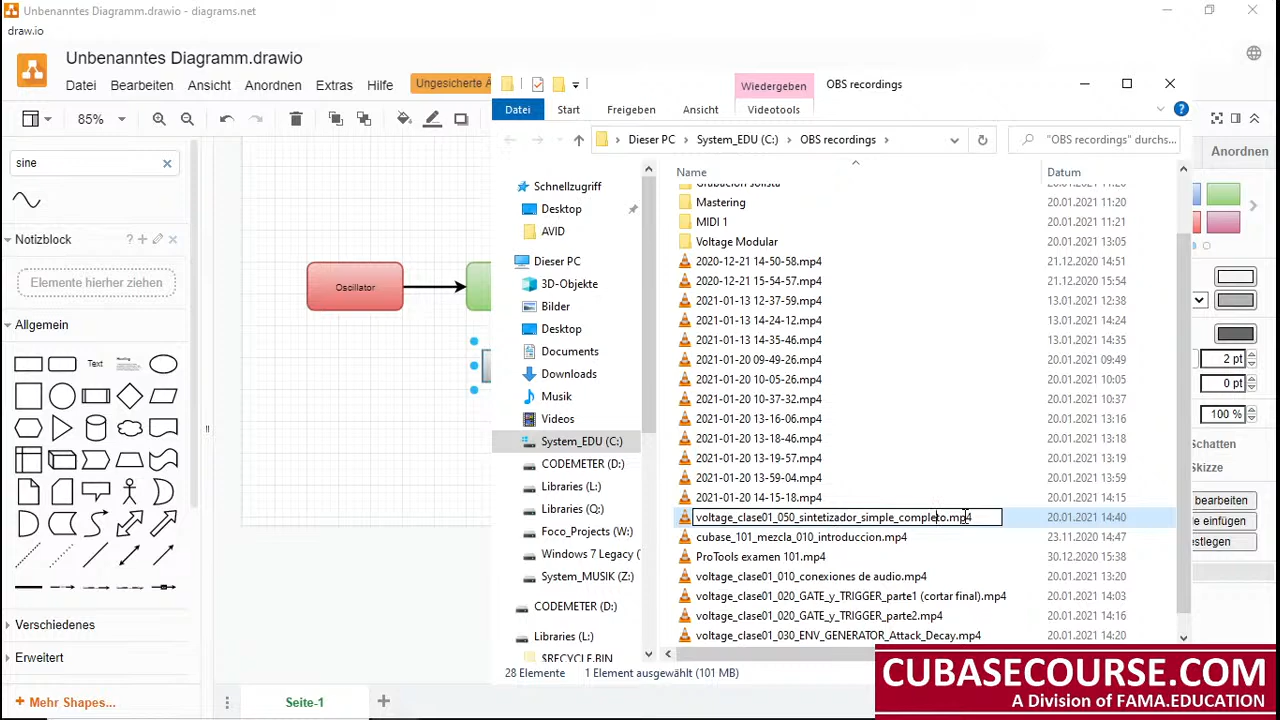 Unbenanntes Diagramm.drawio - diagrams.net
draw.io
Unbenanntes Diagramm.drawio
Datei Bearbeiten Ansicht Anordnen Extras Hilfe Ungesicherte Ä
85%
sine
Notizblock
Elemente hierher ziehen
Allgemein
Text
Heading
Verschiedenes
Erweitert
Mehr Shapes...
Oscillator
Seite-1
Wiedergeben OBS recordings
Datei Start Freigeben Ansicht Videotools
Dieser PC System_EDU (C:) OBS recordings
"OBS recordings" durchs...
Schnellzugriff
Desktop
AVID
Dieser PC
3D-Objekte
Bilder
Desktop
Documents
Downloads
Musik
Videos
System_EDU (C:)
CODEMETER (D:)
Libraries (L:)
Libraries (Q:)
Foco_Projects (W:)
Windows 7 Legacy (
System_MUSIK (Z:)
CODEMETER (D:)
Libraries (L:)
$RECYCLE.BIN
Name Datum
Grabación solista 20.01.2021 11:20
Mastering 20.01.2021 11:20
MIDI 1 20.01.2021 11:21
Voltage Modular 20.01.2021 13:05
2020-12-21 14-50-58.mp4 21.12.2020 14:51
2020-12-21 15-54-57.mp4 21.12.2020 15:54
2021-01-13 12-37-59.mp4 13.01.2021 12:38
2021-01-13 14-24-12.mp4 13.01.2021 14:24
2021-01-13 14-35-46.mp4 13.01.2021 14:35
2021-01-20 09-49-26.mp4 20.01.2021 09:49
2021-01-20 10-05-26.mp4 20.01.2021 10:05
2021-01-20 10-37-32.mp4 20.01.2021 10:37
2021-01-20 13-16-06.mp4 20.01.2021 13:16
2021-01-20 13-18-46.mp4 20.01.2021 13:18
2021-01-20 13-19-57.mp4 20.01.2021 13:19
2021-01-20 13-59-04.mp4 20.01.2021 13:59
2021-01-20 14-15-18.mp4 20.01.2021 14:15
voltage_clase01_050_sintetizador_simple_completo.mp4 20.01.2021 14:40
cubase_101_mezcla_010_introduccion.mp4 23.11.2020 14:47
ProTools examen 101.mp4 30.12.2020 15:38
voltage_clase01_010_conexiones de audio.mp4 20.01.2021 13:20
voltage_clase01_020_GATE_y_TRIGGER_parte1 (cortar final).mp4 20.01.2021 14:03
voltage_clase01_020_GATE_y_TRIGGER_parte2.mp4 20.01.2021 14:16
voltage_clase01_030_ENV_GENERATOR_Attack_Decay.mp4 20.01.2021 14:20
28 Elemente 1 Element ausgewählt (101 MB)
Anordnen
2 pt
0 pt
100 %
Schatten
Skizze
bearbeiten
le einfügen
estlegen
CUBASECOURSE.COM
A Division of FAMA.EDUCATION